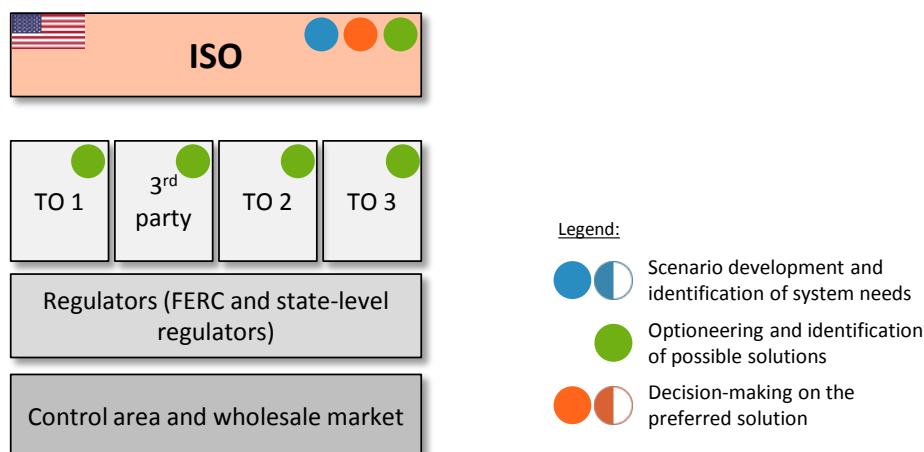 ISO
TO 1
3rd
party
TO 2
TO 3
Regulators (FERC and state-level
regulators)
Control area and wholesale market
Legend:
Scenario development and
identification of system needs
Optioneering and identification
of possible solutions
Decision-making on the
preferred solution